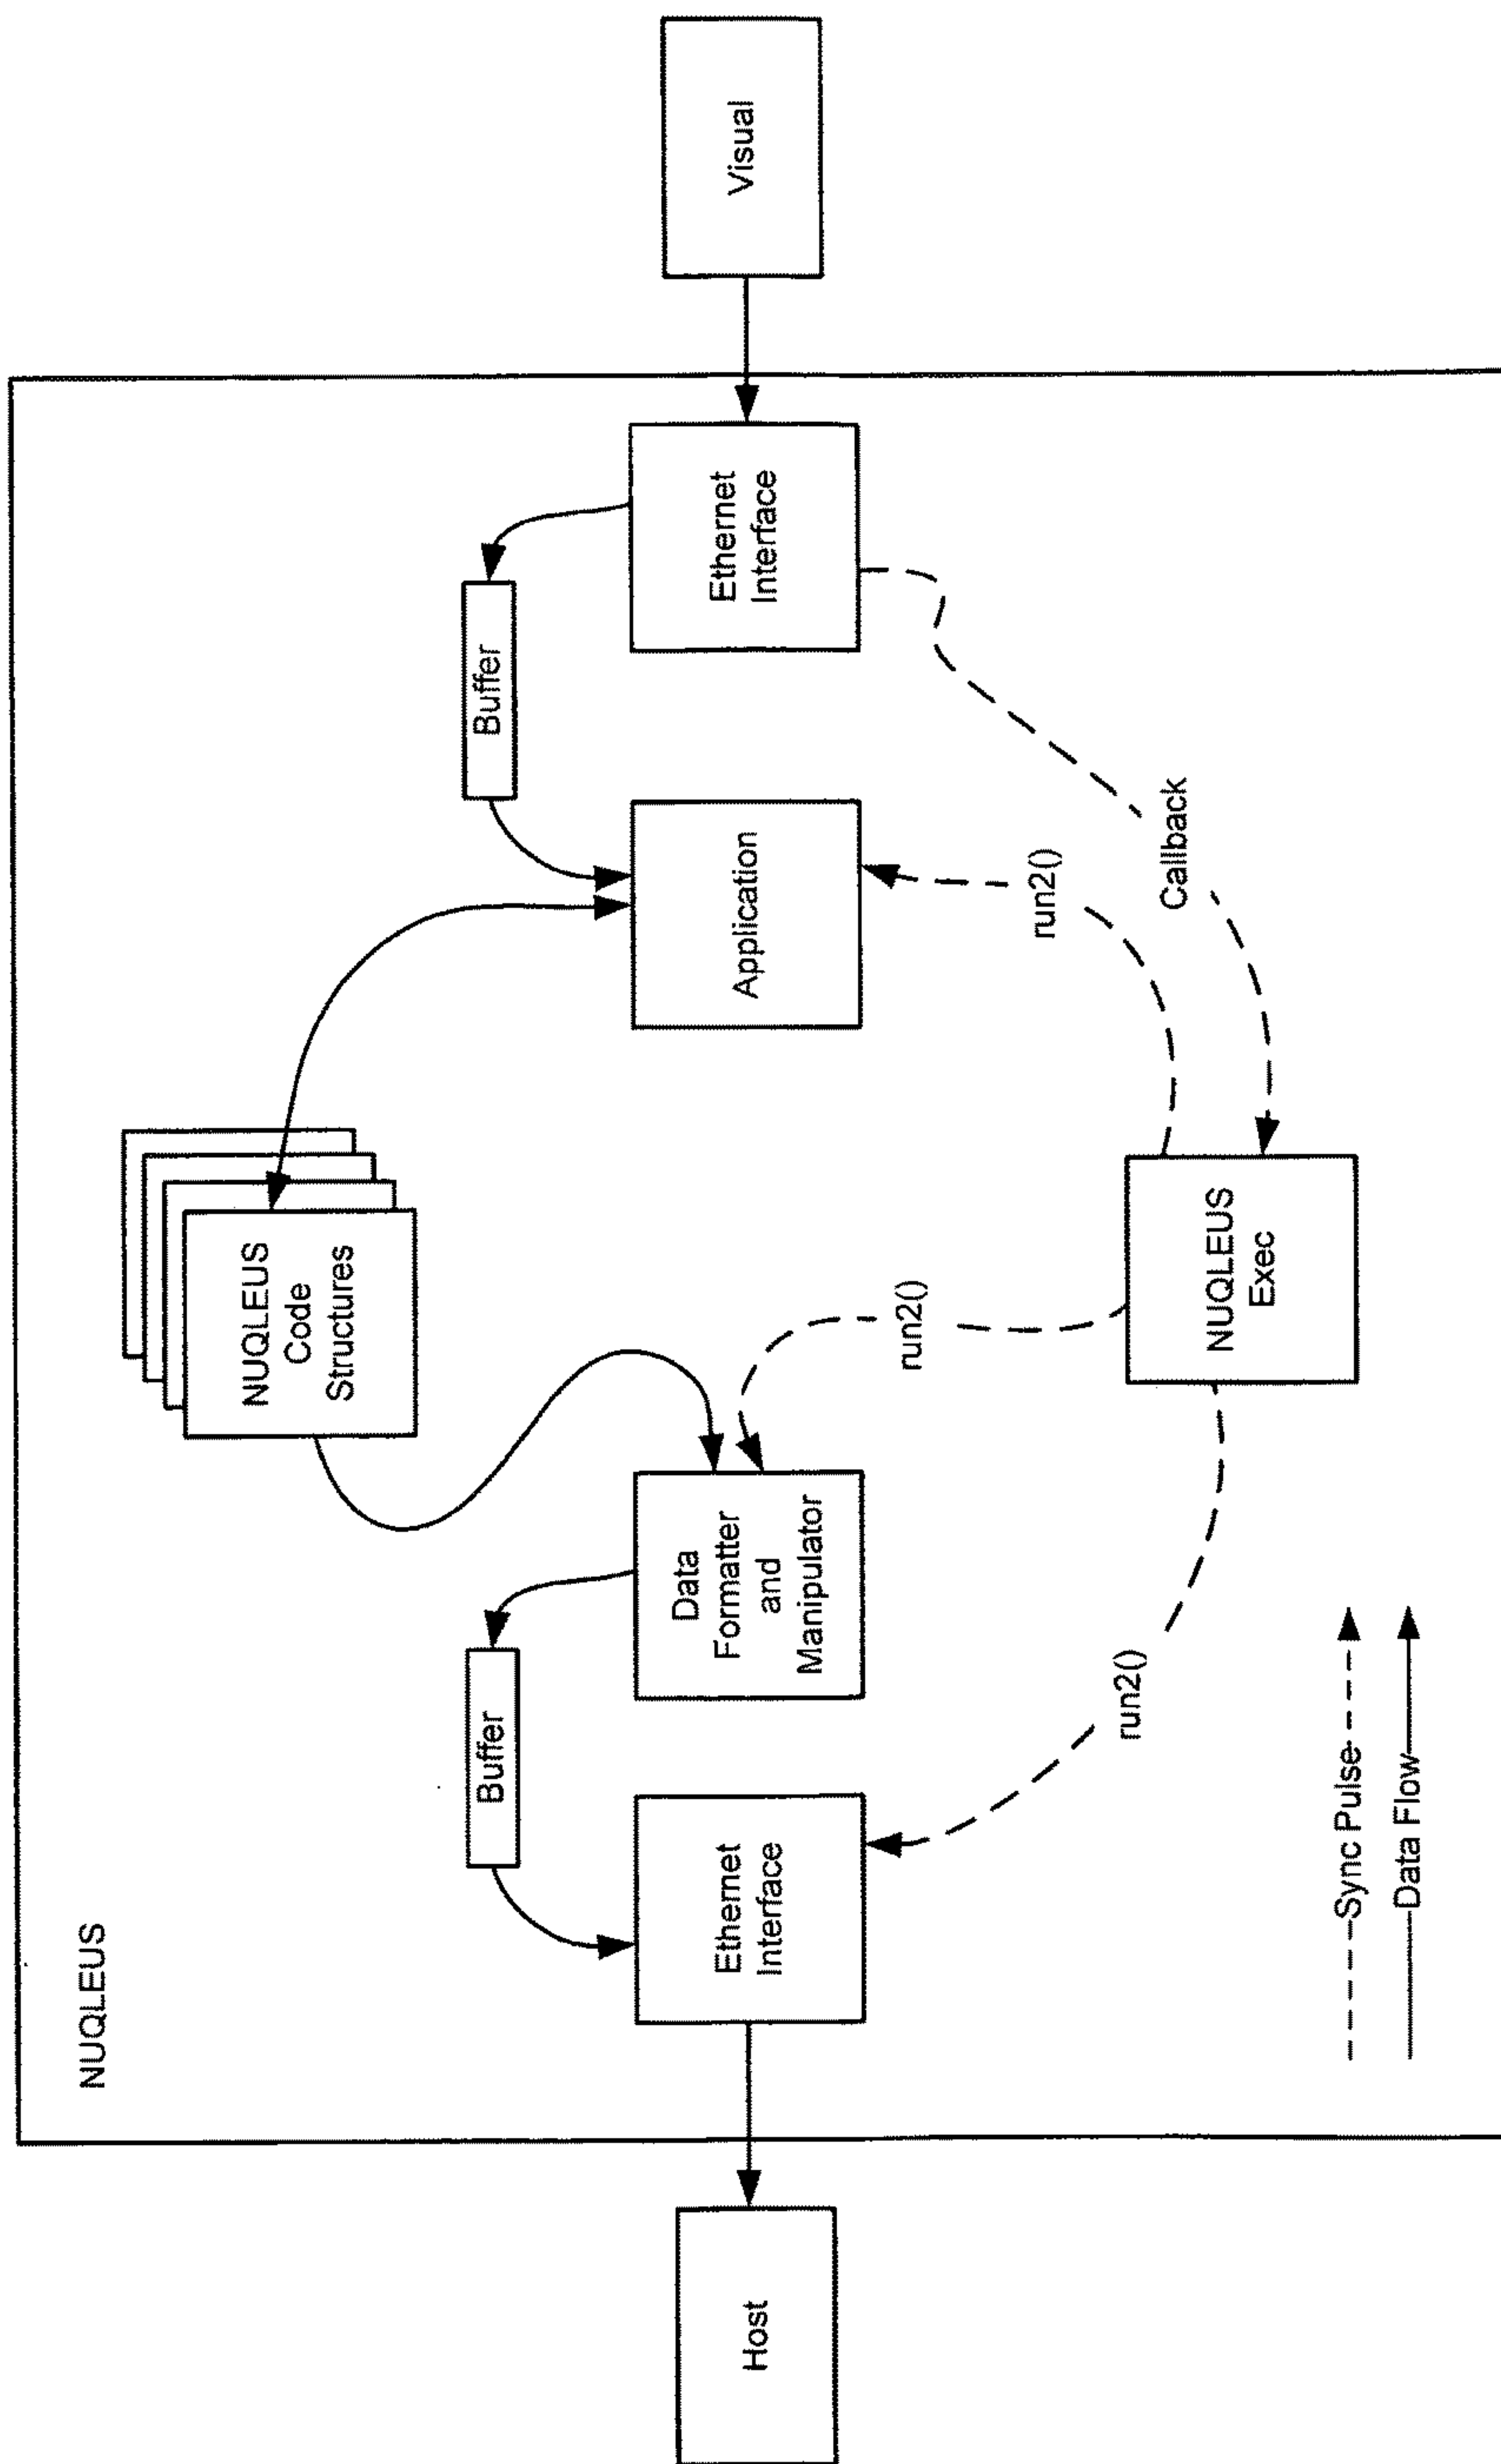 NUQLEUS
NUQLEUS
Code
Structures
Buffer
Buffer
Host
Ethernet
Interface
Data
Formatter
and
Manipulator
Application
Ethernet
Interface
Visual
run2()
run2()
run2()
Callback
NUQLEUS
Exec
Sync Pulse
Data Flow